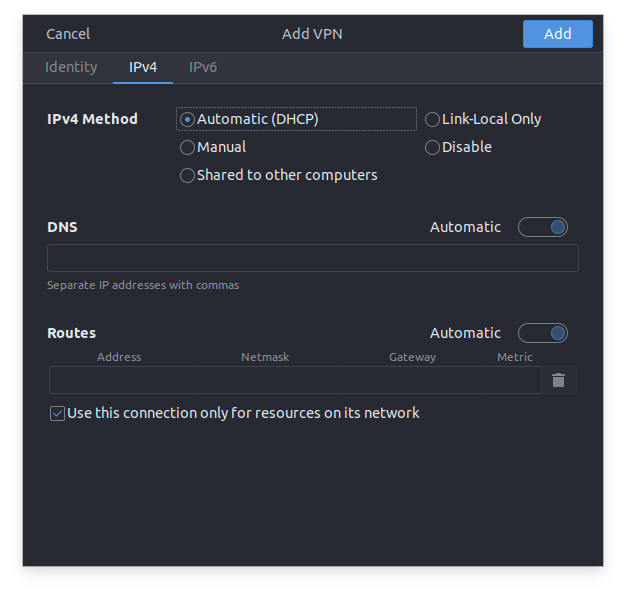 Cancel Add VPN Add
Identity IPv4 IPv6
IPv4 Method Automatic (DHCP) Link-Local Only
Manual Disable
Shared to other computers
DNS Automatic
Separate IP addresses with commas
Routes Automatic
Address Netmask Gateway Metric
Use this connection only for resources on its network